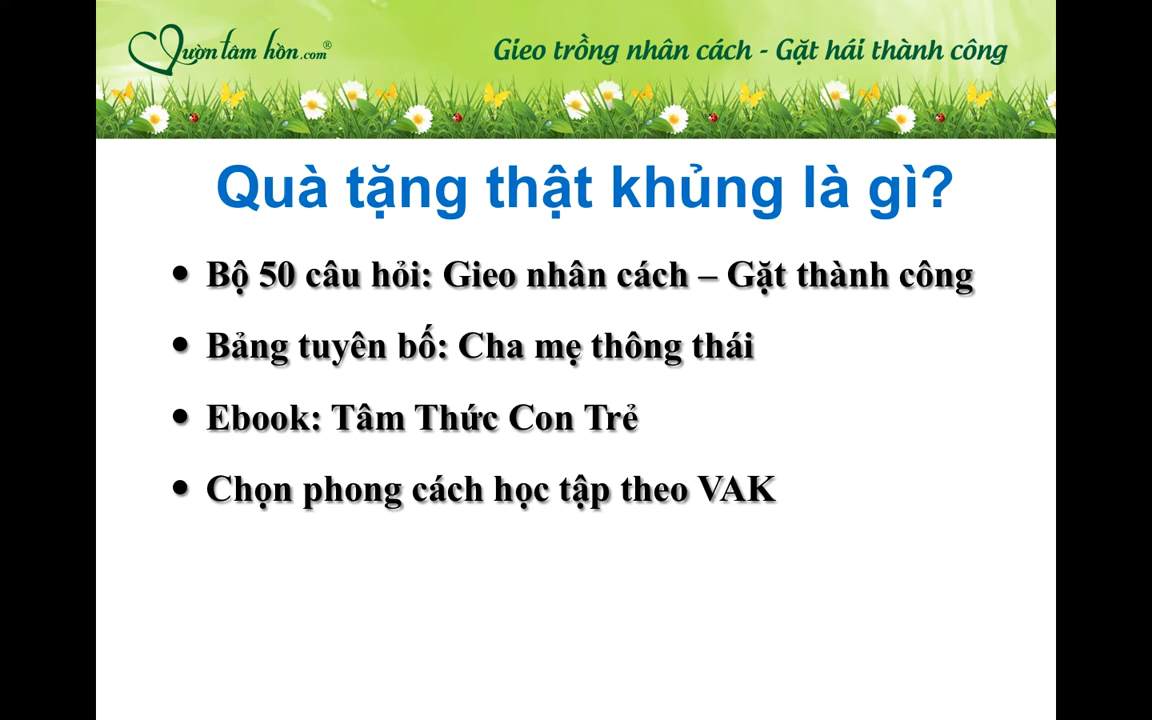 Vườn tâm hồn.com®
Gieo trồng nhân cách - Gặt hái thành công
Quà tặng thật khủng là gì?
• Bộ 50 câu hỏi: Gieo nhân cách – Gặt thành công
• Bảng tuyên bố: Cha mẹ thông thái
• Ebook: Tâm Thức Con Trẻ
• Chọn phong cách học tập theo VAK